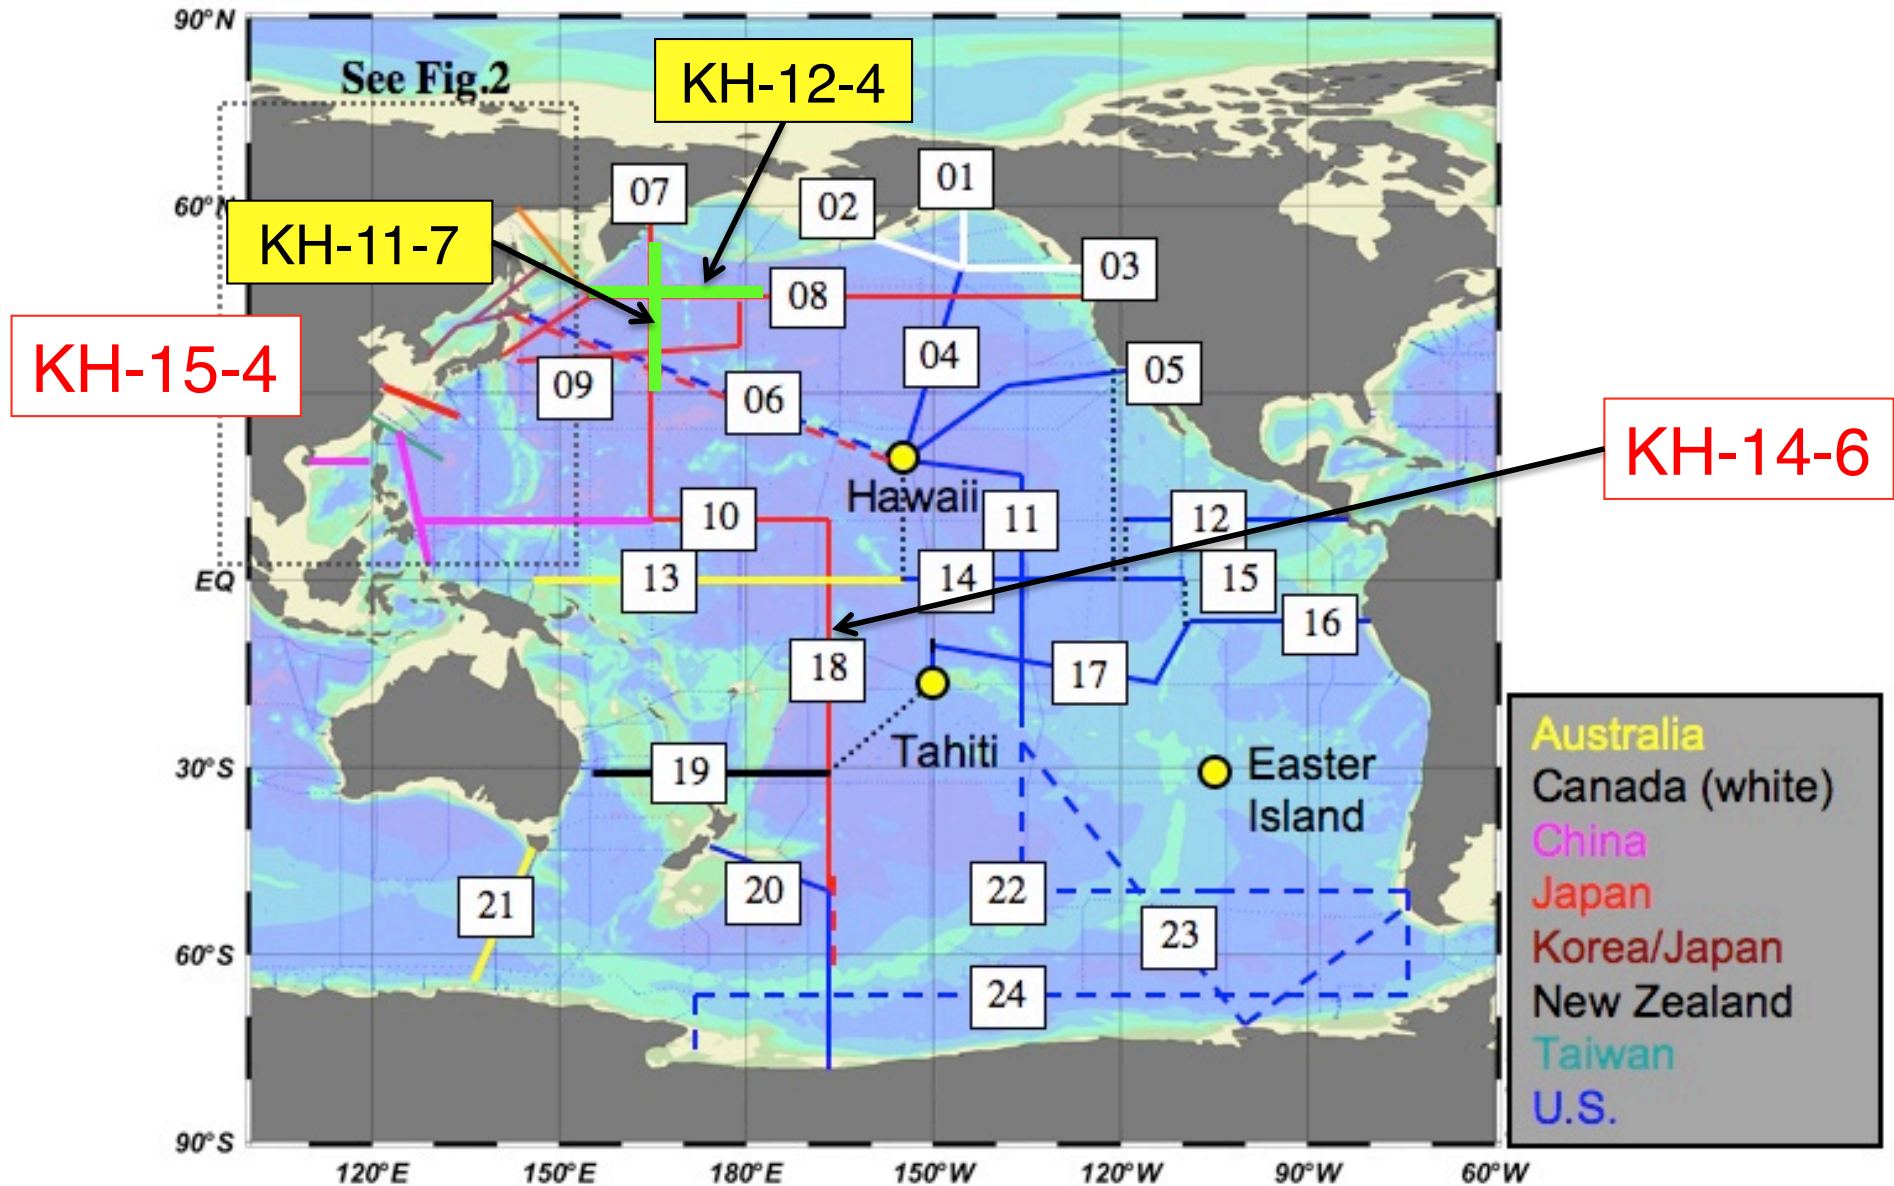 90°N
See Fig.2
KH-12-4
01
07
02
60°N
KH-11-7
03
08
KH-15-4
04
05
09
06
KH-14-6
Hawaii
10
11
12
EQ
13
14
15
16
18
17
Tahiti
30°S
19
Easter
Island
20
22
21
23
60°S
24
90°S
120°E
150°E
180°E
150°W
120°W
90°W
60°W
Australia
Canada (white)
China
Japan
Korea/Japan
New Zealand
Taiwan
U.S.